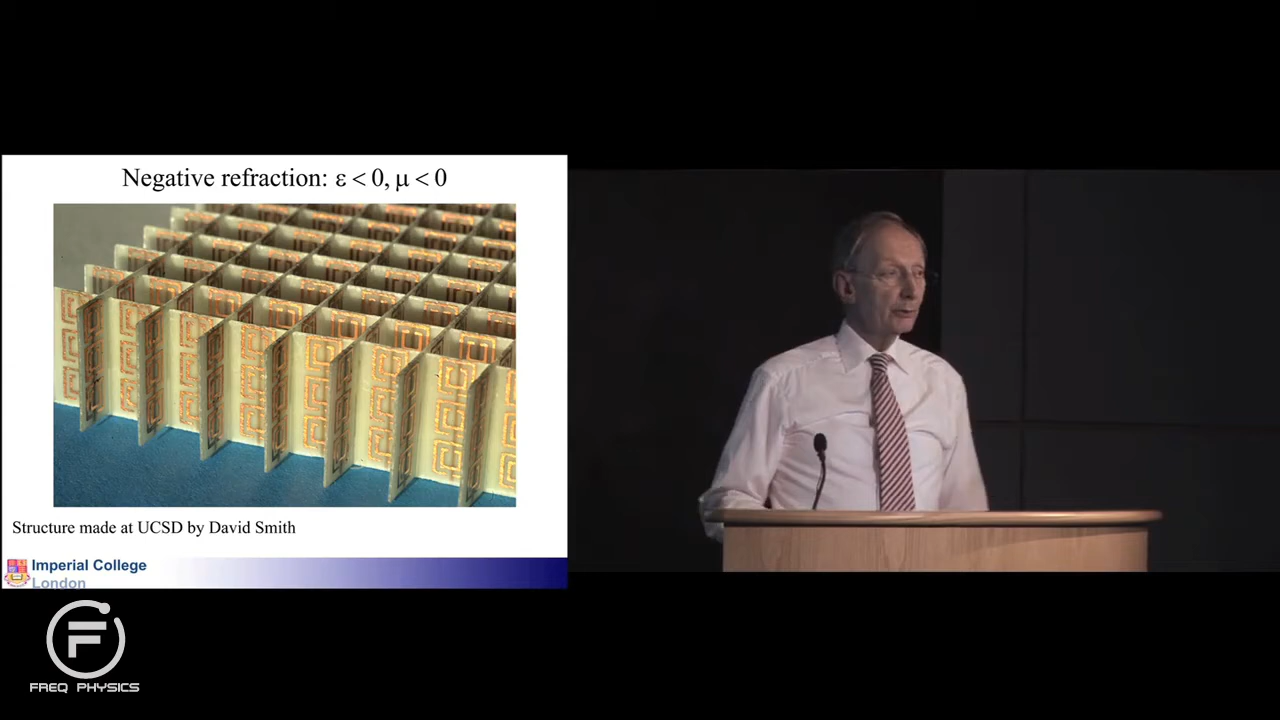 Negative refraction: ε < 0, μ < 0
Structure made at UCSD by David Smith
Imperial College
London
FREQ PHYSICS